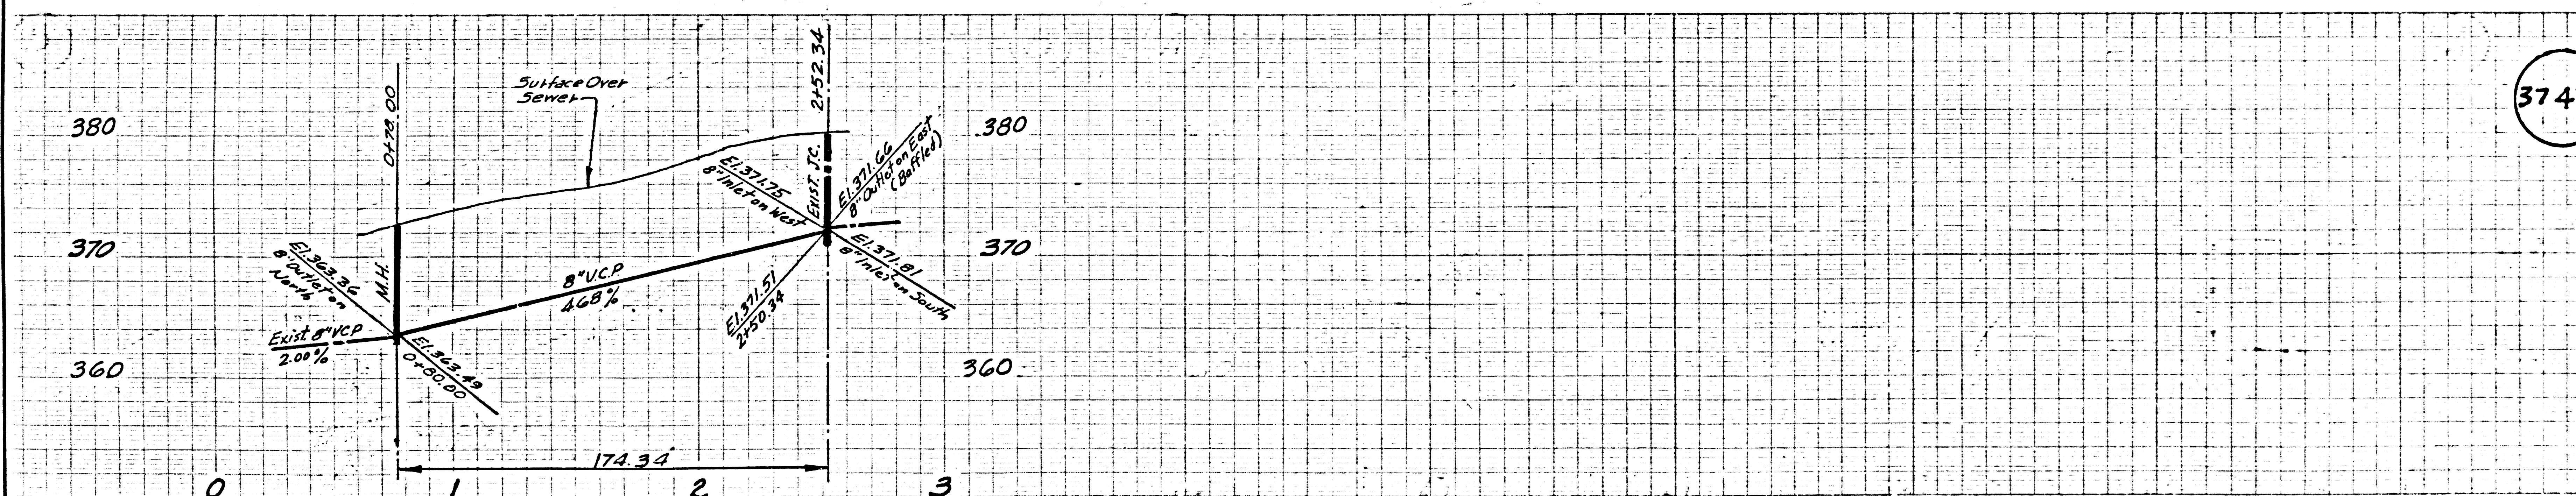 0+78.00
Surface Over
Sewer
2+52.34
380
380
374
EXIST. J.C.
El. 371.75
8" Inlet on West
El. 371.66
8" Outlet on East
(Baffled)
370
370
M.H.
El. 363.36
8" Outlet on
North
8" V.C.P.
4.68%
El. 371.81
8" Inlet on South
El. 371.51
2+50.34
Exist. 8" V.C.P
2.00%
El. 363.49
0+80.00
360
360
174.34'
0
1
2
3